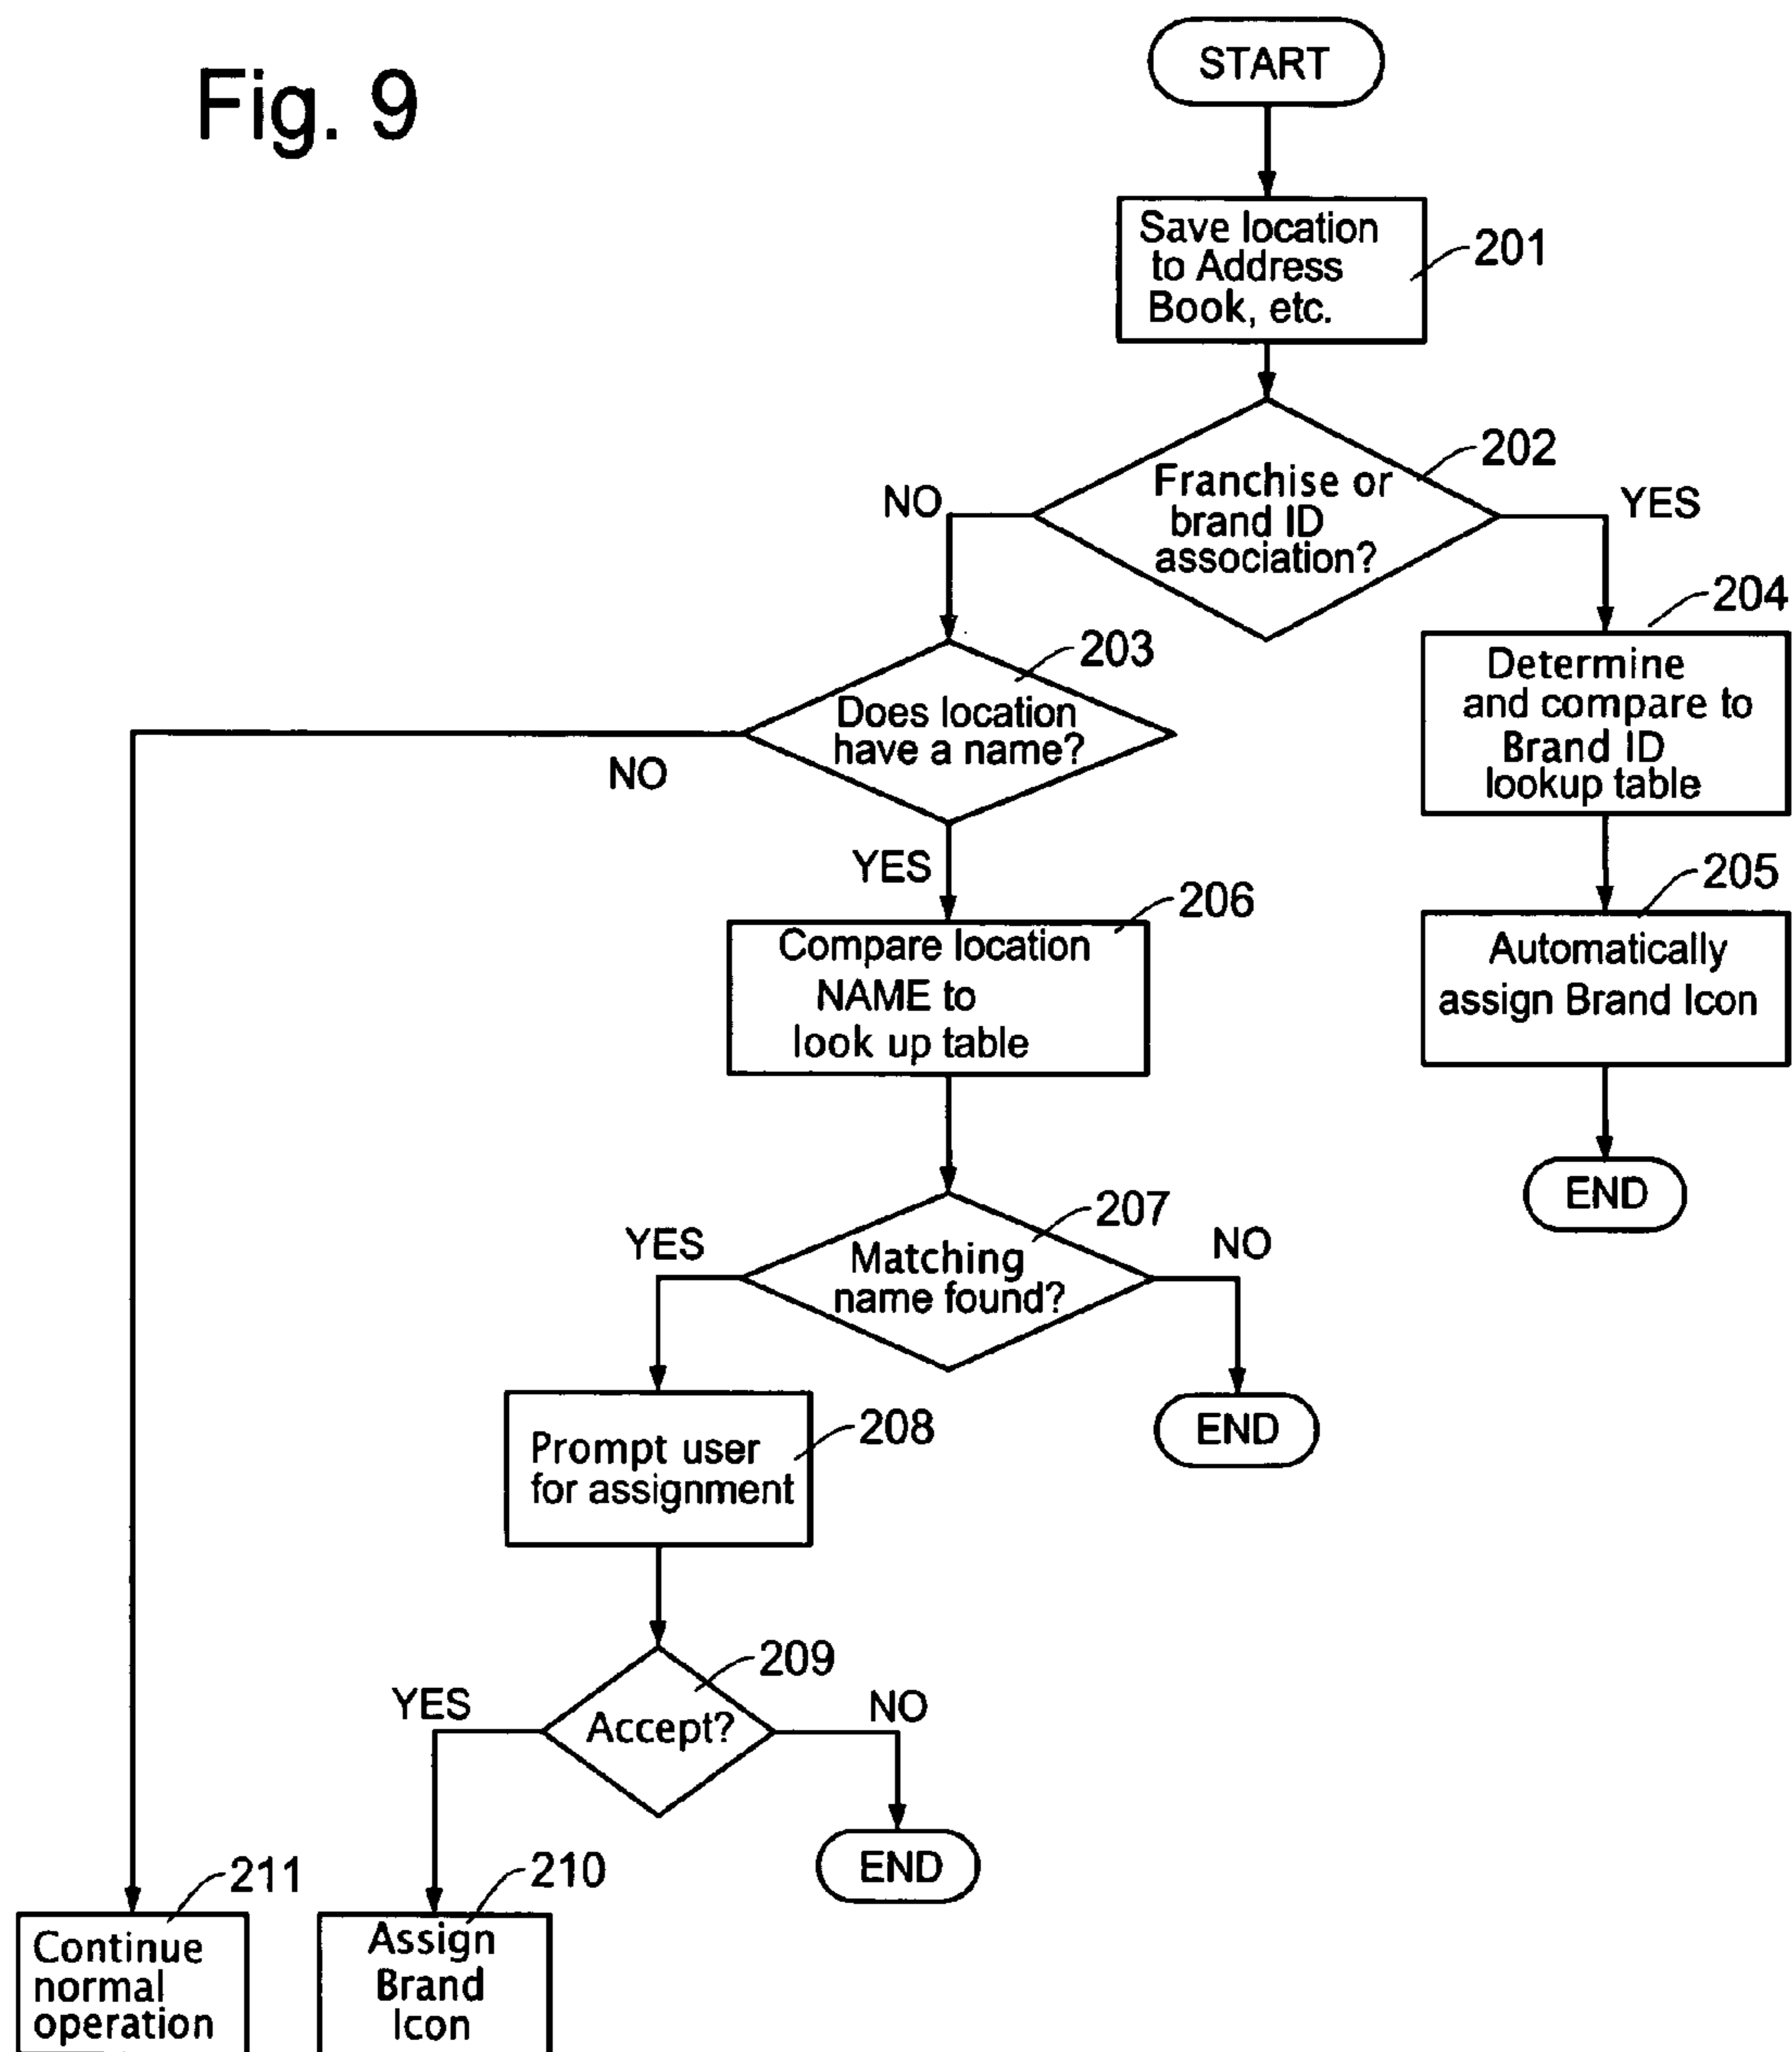 Fig. 9
START
Save location
to Address
Book, etc.
201
Franchise or
brand ID
association?
202
NO
YES
204
Determine
and compare to
Brand ID
lookup table
203
Does location
have a name?
NO
YES
205
Automatically
assign Brand Icon
END
206
Compare location
NAME to
look up table
207
Matching
name found?
YES
NO
END
208
Prompt user
for assignment
209
Accept?
YES
NO
END
211
Continue
normal
operation
210
Assign
Brand
Icon